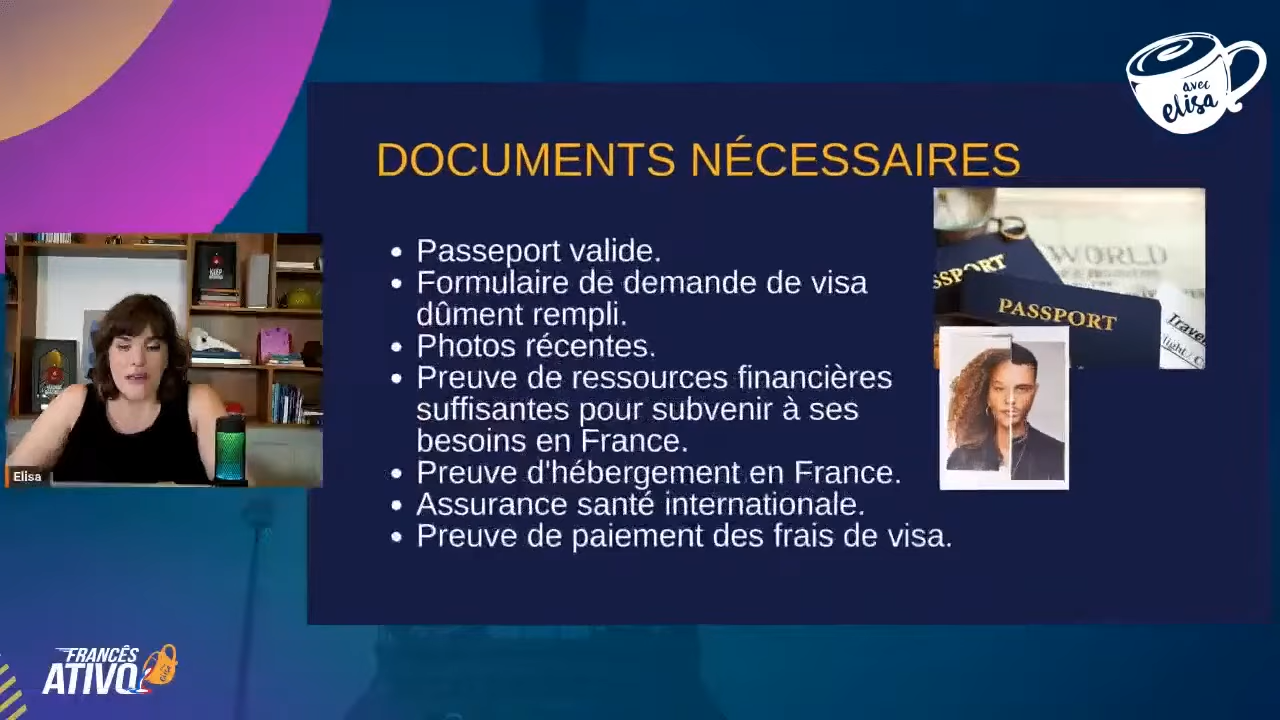 avec
elisa
DOCUMENTS NÉCESSAIRES
• Passeport valide.
• Formulaire de demande de visa
dûment rempli.
• Photos récentes.
• Preuve de ressources financières
suffisantes pour subvenir à ses
besoins en France.
• Preuve d'hébergement en France.
• Assurance santé internationale.
• Preuve de paiement des frais de visa.
WORLD
SSPORT
PASSPORT
Elisa
FRANCÊS
ATIVO